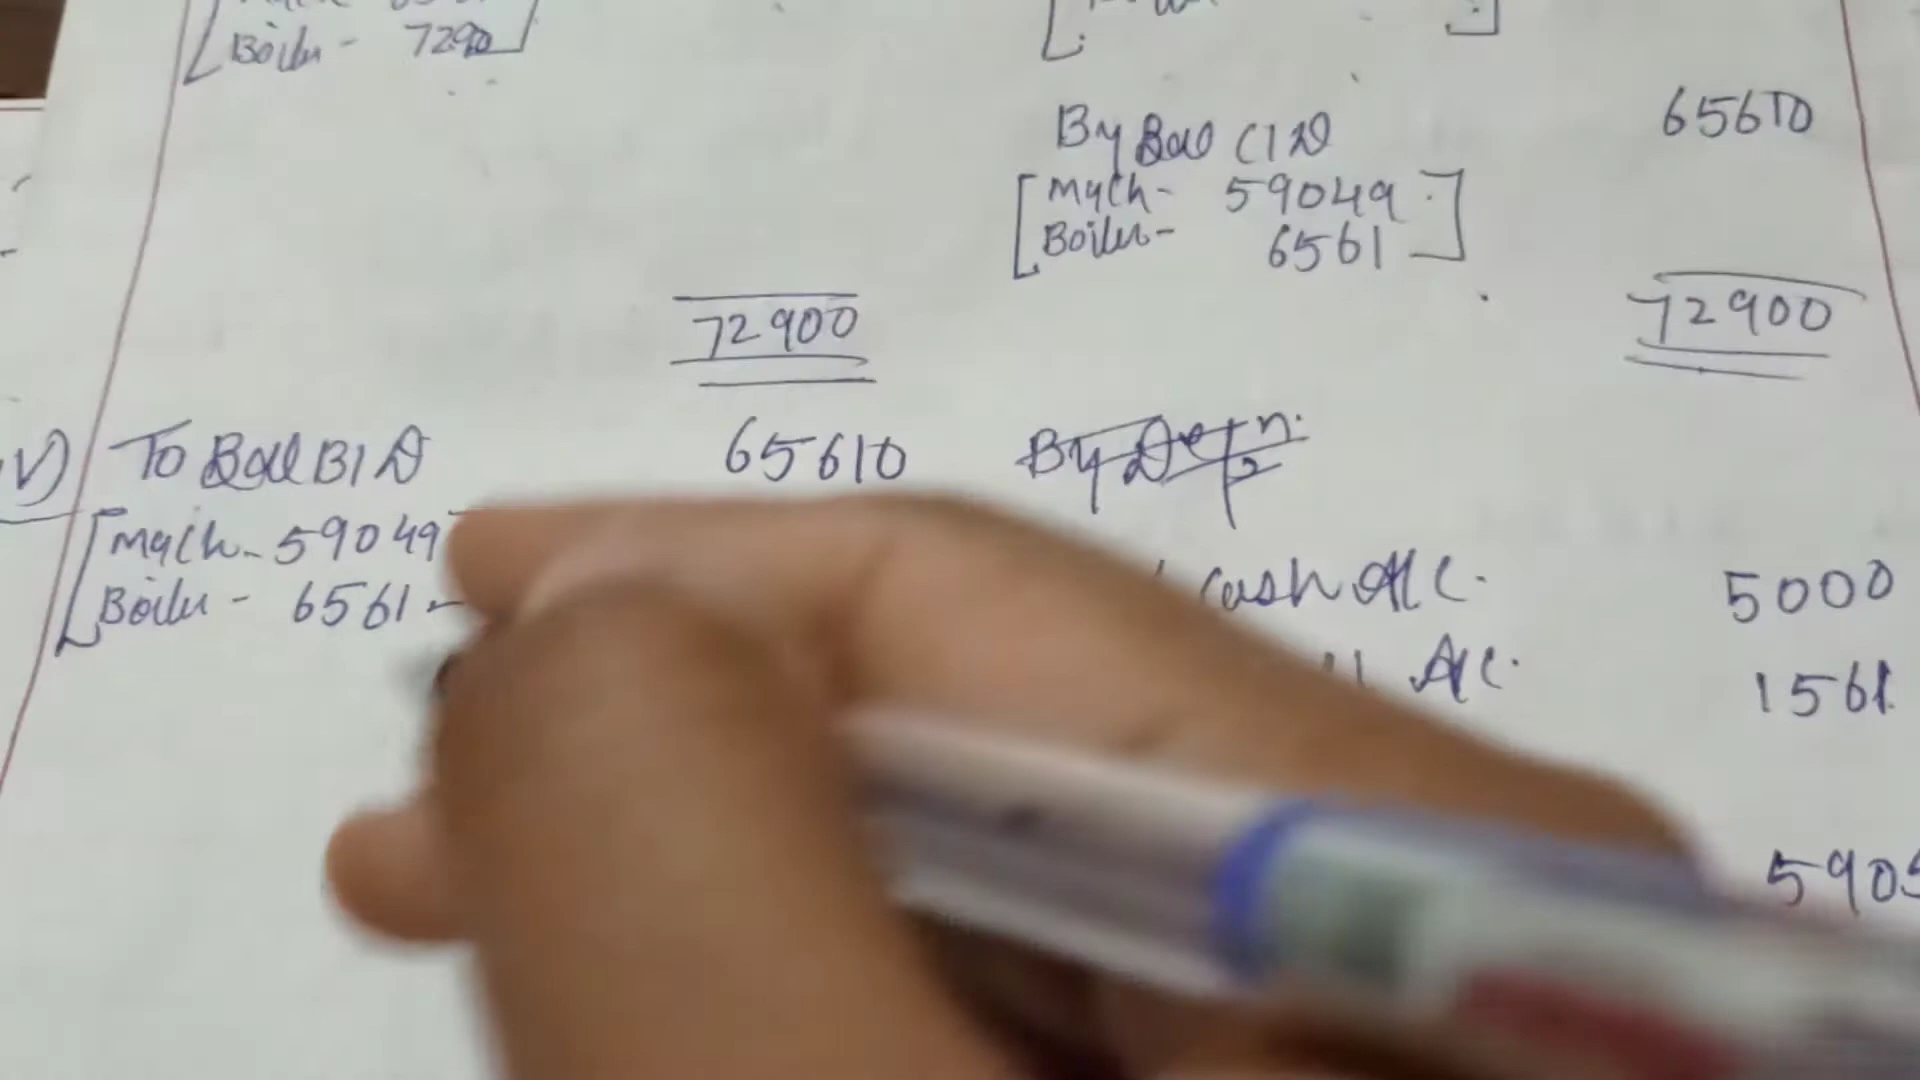 [Boiler - 7290]
By Bal C/D 65610
[Mach- 59049
Boiler- 6561]
72900 72900
V) To Bal B/D 65610 By Depn.
[Mach- 59049
Boiler - 6561
cash A/C. 5000
A/C. 1561